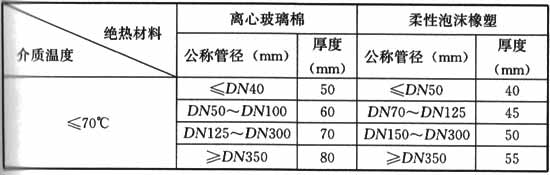 绝热材料 离心玻璃棉 柔性泡沫橡塑
介质温度 公称管径（mm） 厚度（mm） 公称管径（mm） 厚度（mm）
≤70℃
≤DN40 50 ≤DN50 40
DN50～DN100 60 DN70～DN125 45
DN125～DN300 70 DN150～DN300 50
≥DN350 80 ≥DN350 55